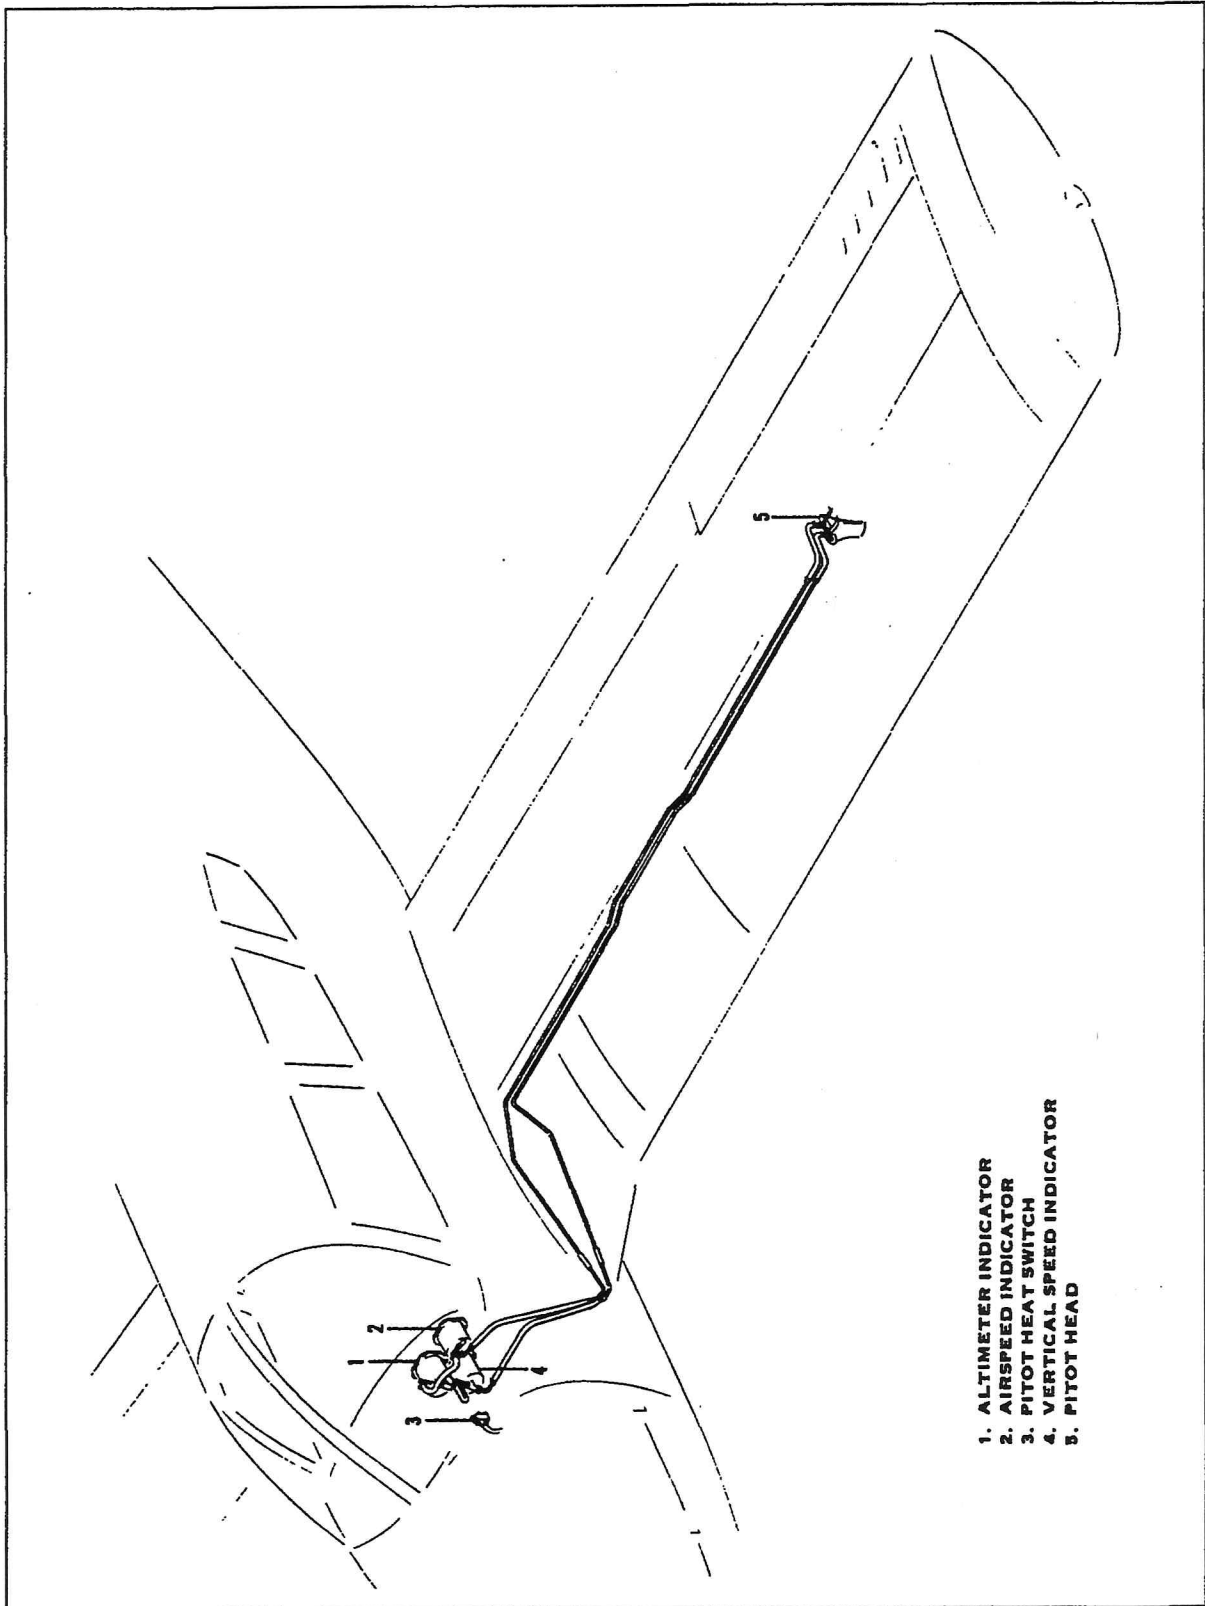 1
2
3
4
5
1. ALTIMETER INDICATOR
2. AIRSPEED INDICATOR
3. PITOT HEAT SWITCH
4. VERTICAL SPEED INDICATOR
5. PITOT HEAD